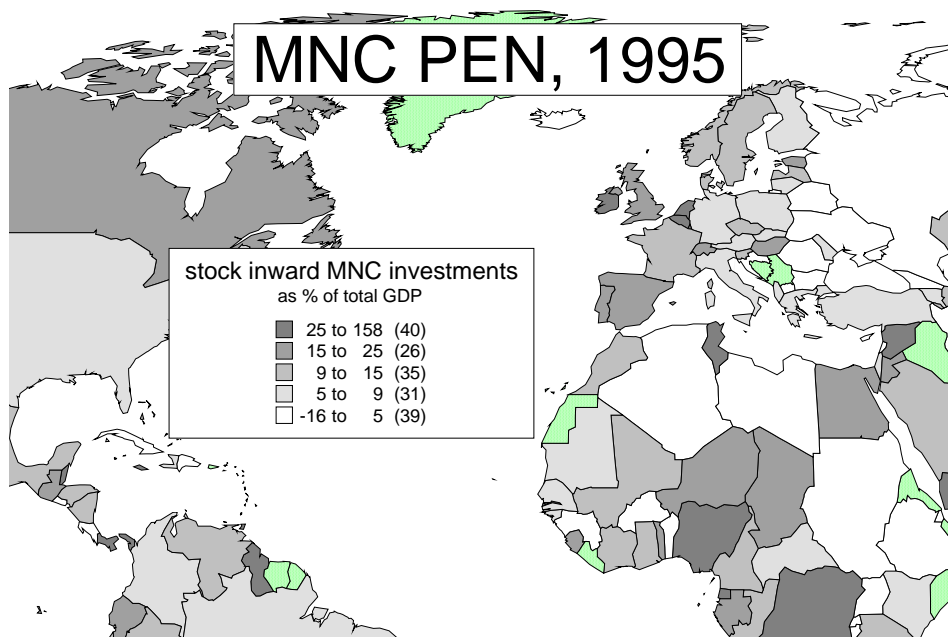 MNC PEN, 1995
stock inward MNC investments
as % of total GDP
25 to 158 (40)
15 to 25 (26)
9 to 15 (35)
5 to 9 (31)
-16 to 5 (39)